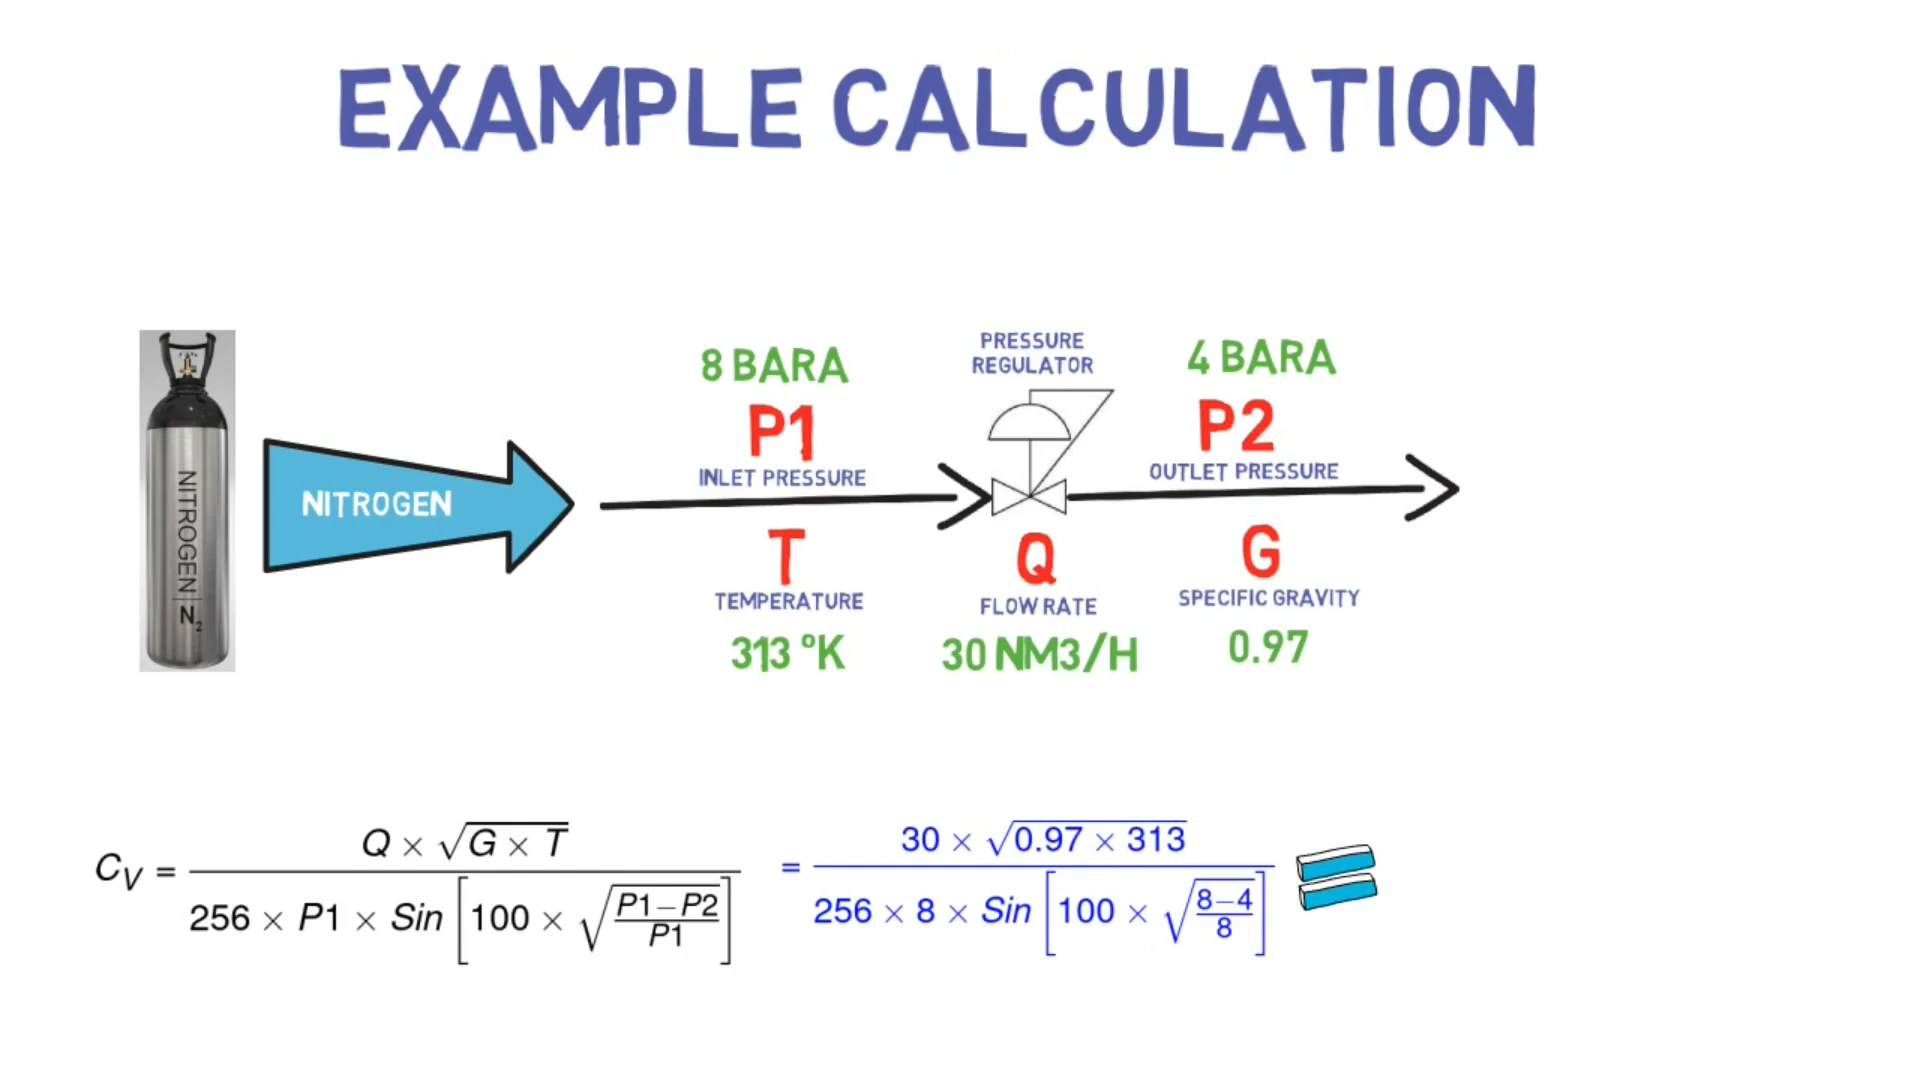 EXAMPLE CALCULATION
8 BARA
P1
INLET PRESSURE
PRESSURE
REGULATOR
4 BARA
P2
OUTLET PRESSURE
NITROGEN
NITROGEN N₂
T
TEMPERATURE
313 °K
Q
FLOW RATE
30 NM3/H
G
SPECIFIC GRAVITY
0.97
C_V = Q × √(G × T) / 256 × P1 × Sin [100 × √((P1−P2)/P1)]
= 30 × √(0.97 × 313) / 256 × 8 × Sin [100 × √((8−4)/8)] =